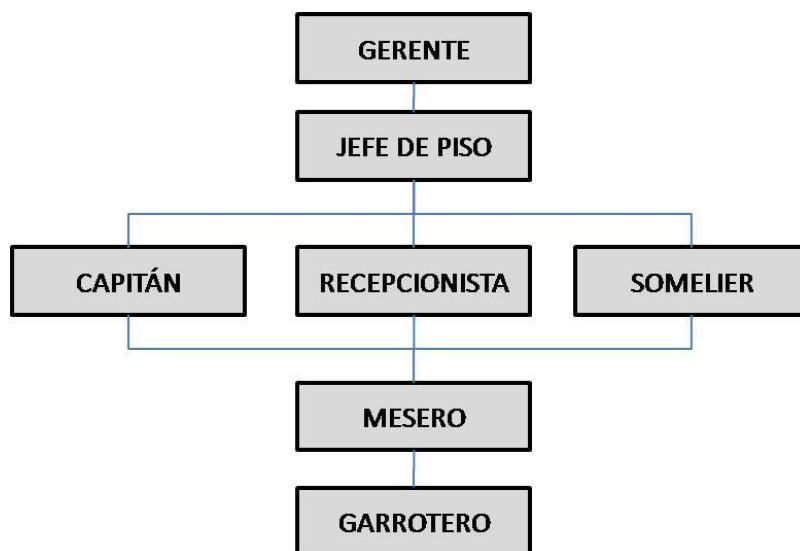 GERENTE
JEFE DE PISO
CAPITÁN
RECEPCIONISTA
SOMELIER
MESERO
GARROTERO